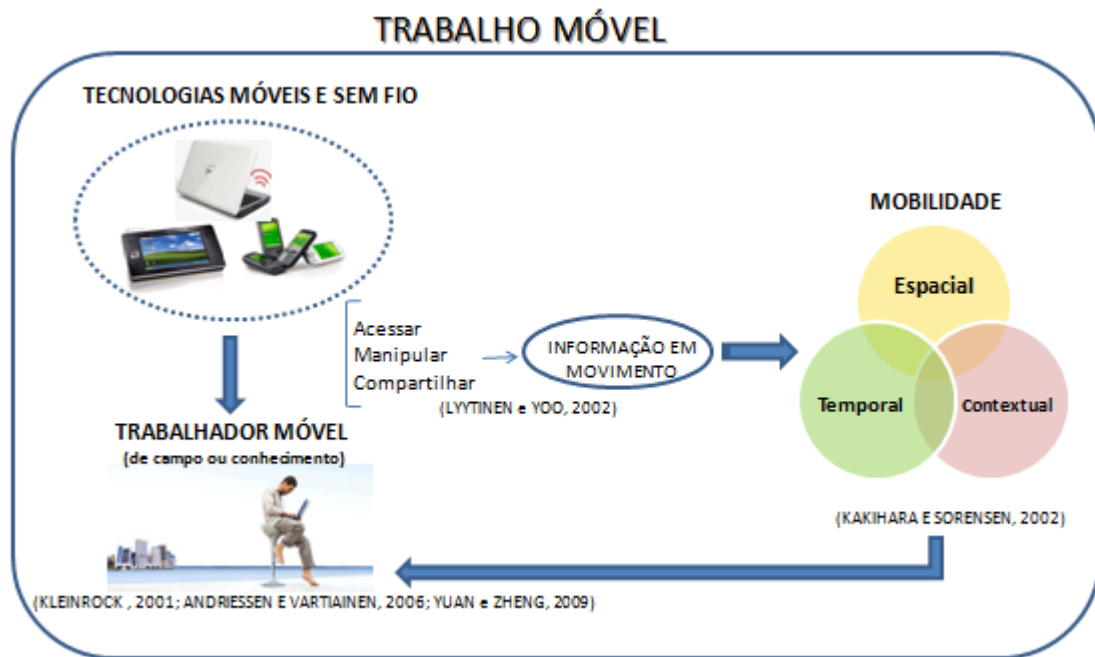 TRABALHO MÓVEL
TECNOLOGIAS MÓVEIS E SEM FIO
MOBILIDADE
Espacial
Temporal
Contextual
Acessar
Manipular
Compartilhar
INFORMAÇÃO EM
MOVIMENTO
(LYYTINEN e YOO, 2002)
TRABALHADOR MÓVEL
(de campo ou conhecimento)
(KAKIHARA E SORENSEN, 2002)
(KLEINROCK , 2001; ANDRIESSEN E VARTIAINEN, 2006; YUAN e ZHENG, 2009)